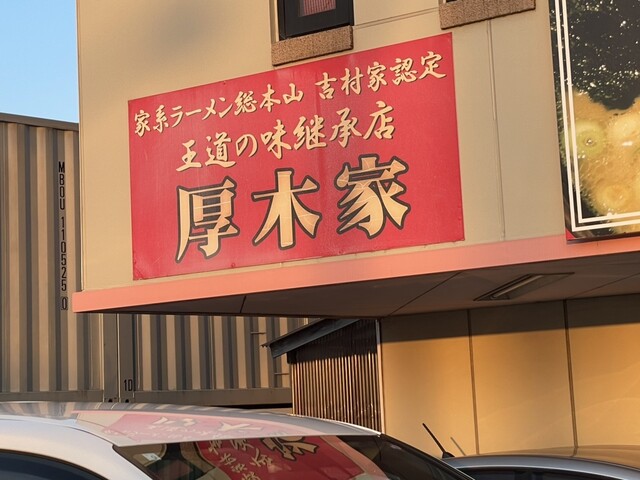 家系ラーメン総本山 吉村家認定
王道の味継承店
厚木家
MBOU 110525 0
10